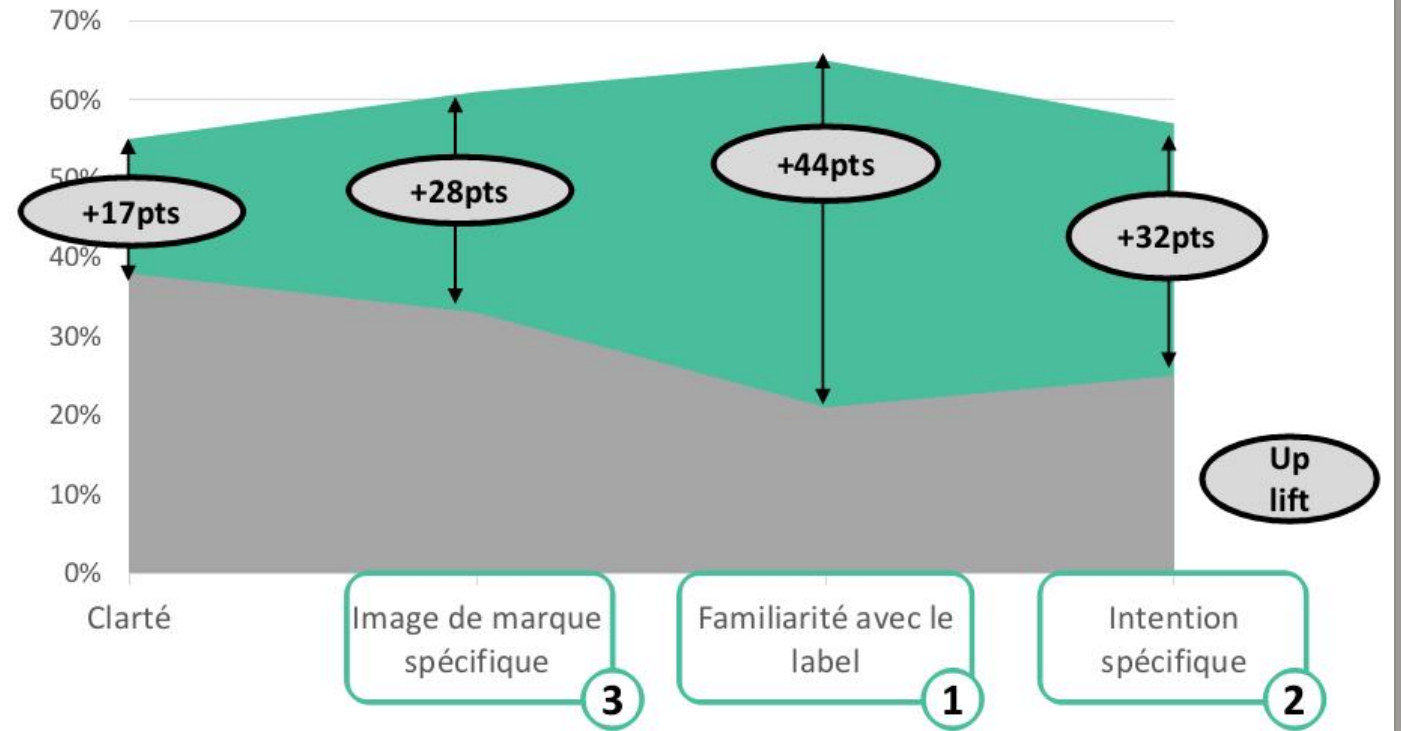 70%
60%
50%
40%
30%
20%
10%
0%
+17pts
+28pts
+44pts
+32pts
Up
lift
Clarté
Image de marque
spécifique
3
Familiarité avec le
label
1
Intention
spécifique
2